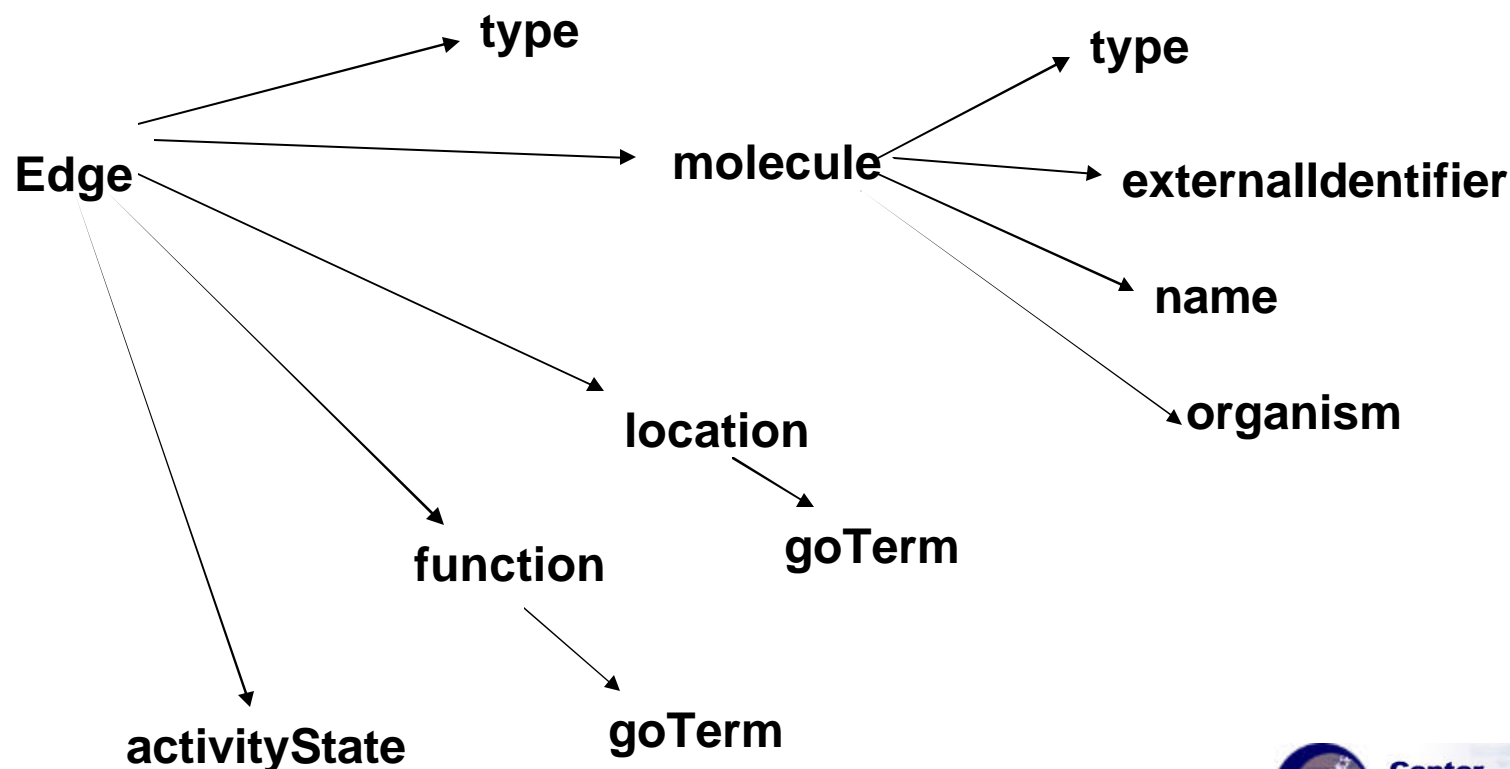 type
type
Edge
molecule
externalIdentifier
name
organism
location
goTerm
function
goTerm
activityState